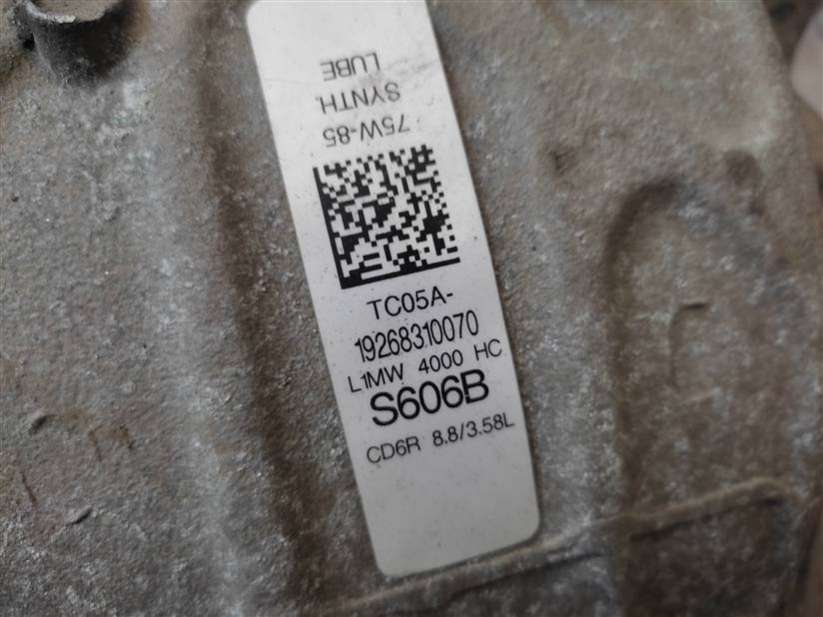 75W-85
SYNTH.
LUBE
TC05A-
19268310070
L1MW 4000 HC
S606B
CD6R 8.8/3.58L